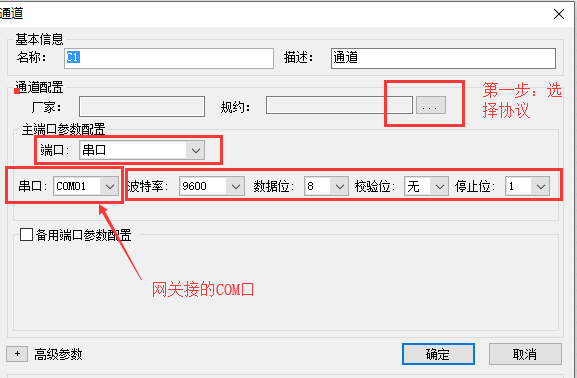 通道
基本信息
名称： C1 描述： 通道
通道配置
厂家： 规约： ...
第一步：选
择协议
主端口参数配置
端口： 串口
串口： COM01 波特率： 9600 数据位： 8 校验位： 无 停止位： 1
备用端口参数配置
网关接的COM口
+ 高级参数 确定 取消